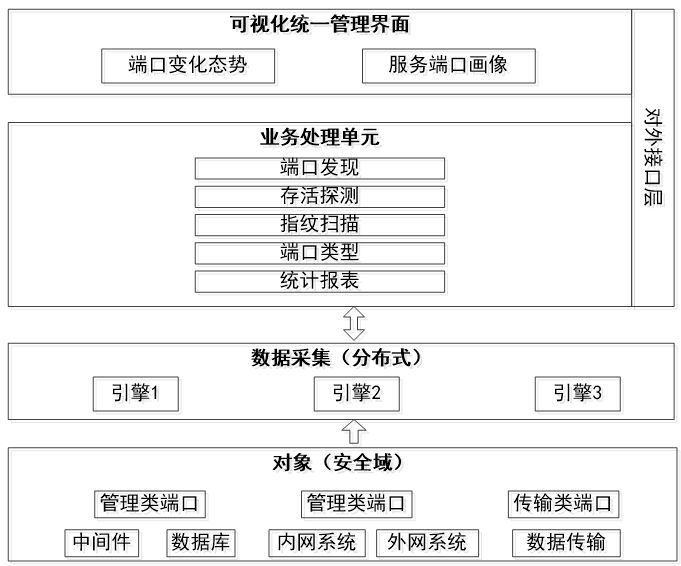 可视化统一管理界面
端口变化态势 服务端口画像
对外接口层
业务处理单元
端口发现
存活探测
指纹扫描
端口类型
统计报表
数据采集（分布式）
引擎1 引擎2 引擎3
对象（安全域）
管理类端口 管理类端口 传输类端口
中间件 数据库 内网系统 外网系统 数据传输